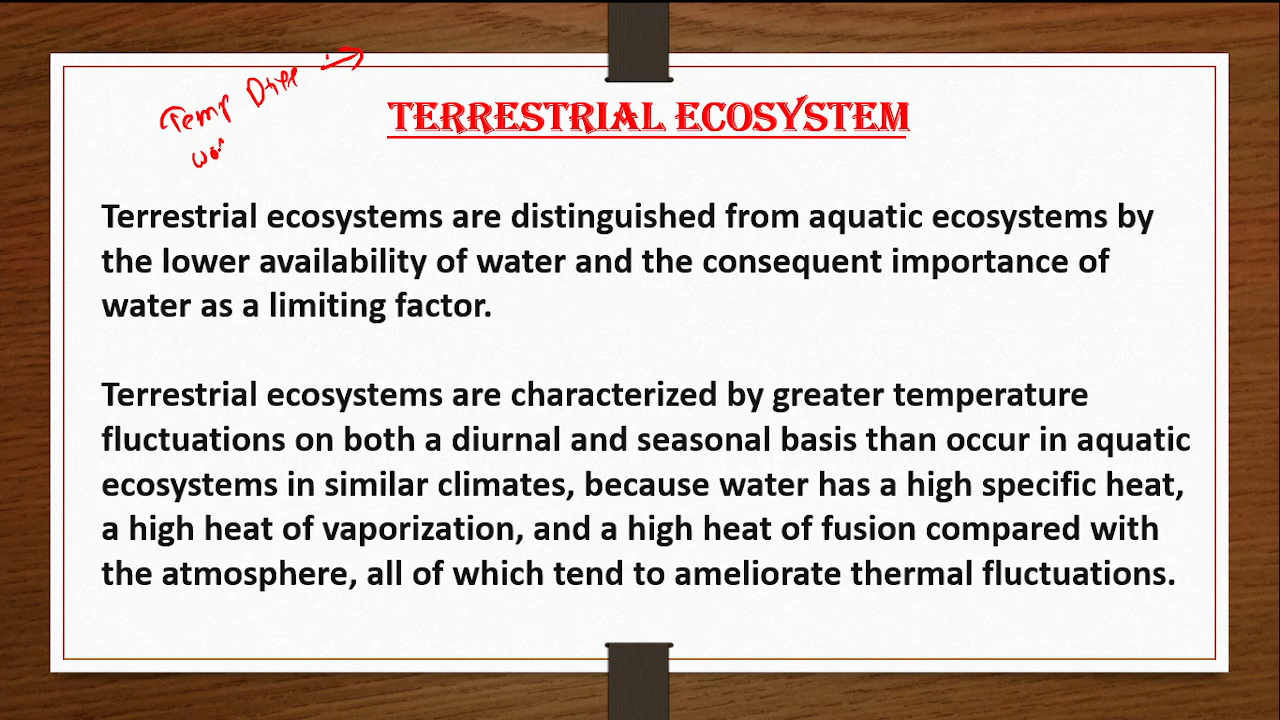 Temp Diff
TERRESTRIAL ECOSYSTEM
Terrestrial ecosystems are distinguished from aquatic ecosystems by
the lower availability of water and the consequent importance of
water as a limiting factor.
Terrestrial ecosystems are characterized by greater temperature
fluctuations on both a diurnal and seasonal basis than occur in aquatic
ecosystems in similar climates, because water has a high specific heat,
a high heat of vaporization, and a high heat of fusion compared with
the atmosphere, all of which tend to ameliorate thermal fluctuations.